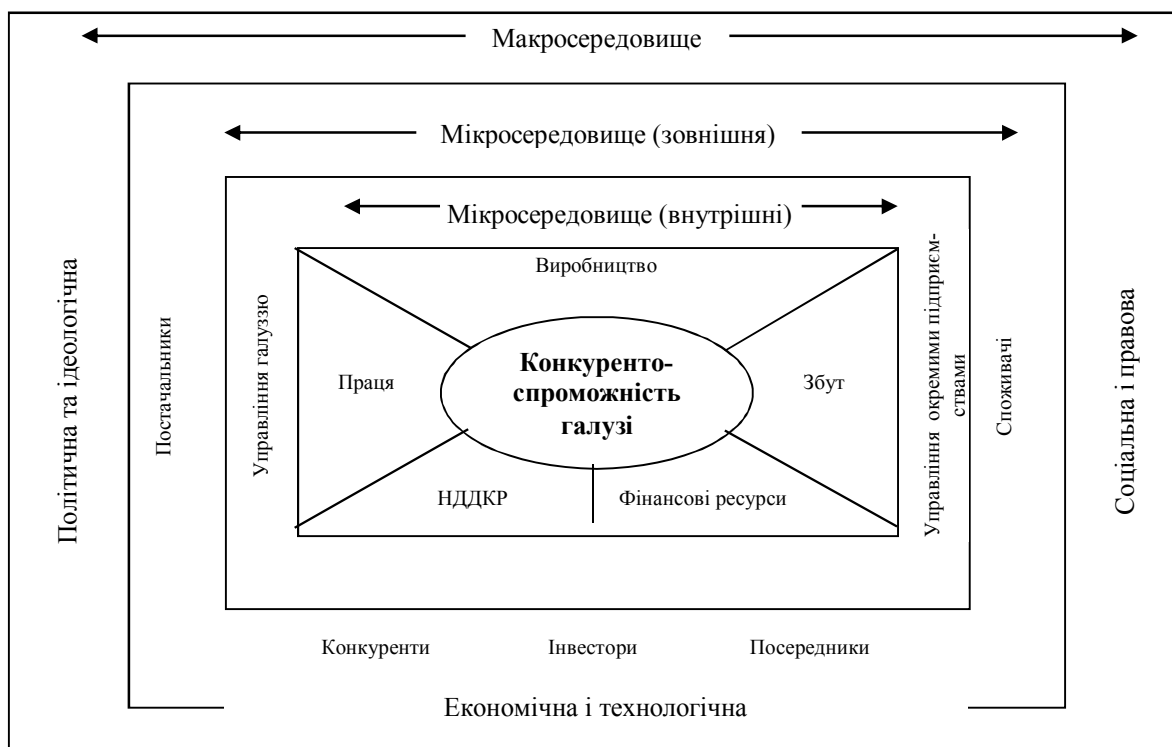 Макросередовище
Мікросередовище (зовнішня)
Мікросередовище (внутрішні)
Політична та ідеологічна
Постачальники
Управління галуззю
Виробництво
Праця
Конкуренто-
спроможність
галузі
Збут
НДДКР
Фінансові ресурси
Управління окремими підприєм-
ствами
Споживачі
Соціальна і правова
Конкуренти
Інвестори
Посередники
Економічна і технологічна